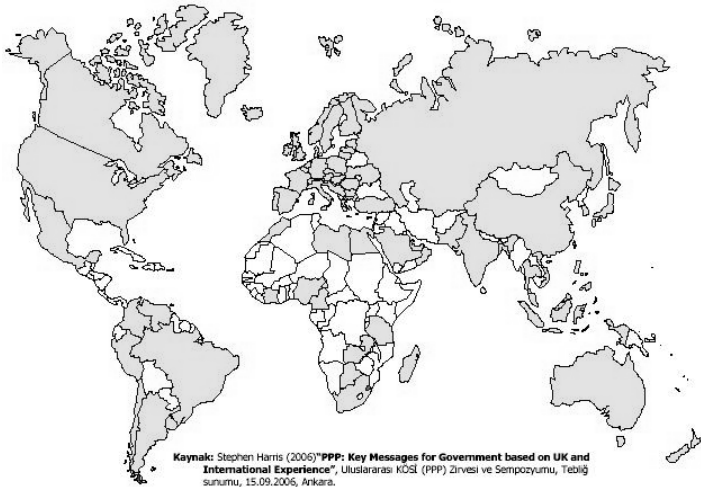 Kaynak: Stephen Harris (2006)"PPP: Key Messages for Government based on UK and
International Experience", Uluslararası KÖSİ (PPP) Zirvesi ve Sempozyumu, Tebliğ
sunumu, 15.09.2006, Ankara.